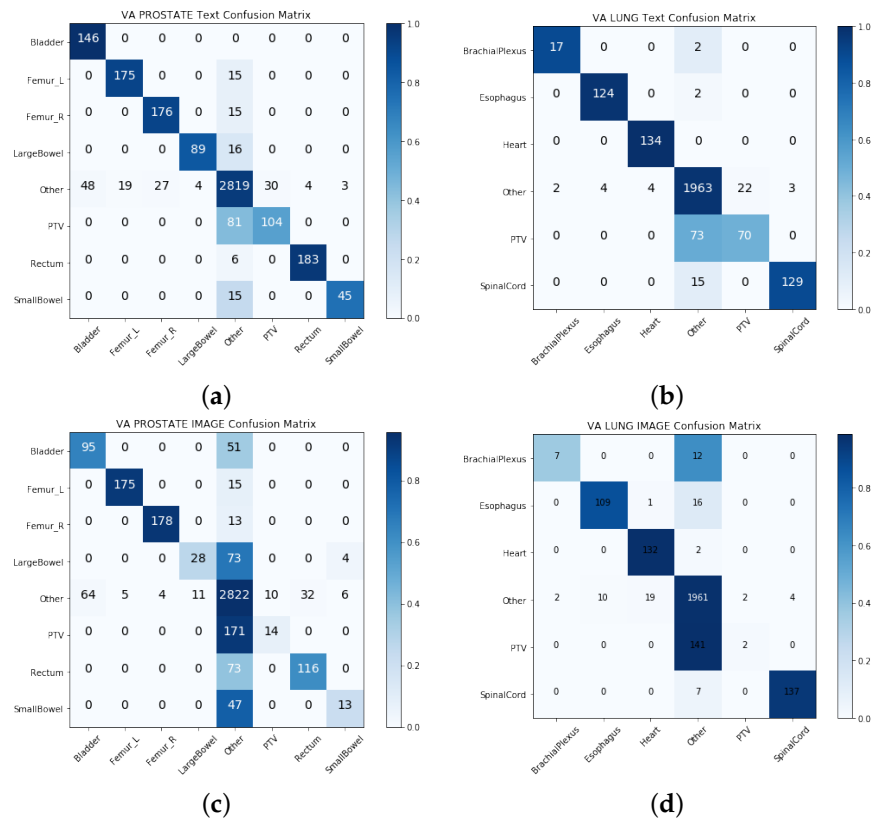 VA PROSTATE Text Confusion Matrix
Bladder 146 0 0 0 0 0 0 0
Femur_L 0 175 0 0 15 0 0 0
Femur_R 0 0 176 0 15 0 0 0
LargeBowel 0 0 0 89 16 0 0 0
Other 48 19 27 4 2819 30 4 3
PTV 0 0 0 0 81 104 0 0
Rectum 0 0 0 0 6 0 183 0
SmallBowel 0 0 0 0 15 0 0 45
Bladder Femur_L Femur_R LargeBowel Other PTV Rectum SmallBowel
1.0
0.8
0.6
0.4
0.2
0.0
(a)
VA LUNG Text Confusion Matrix
BrachialPlexus 17 0 0 2 0 0
Esophagus 0 124 0 2 0 0
Heart 0 0 134 0 0 0
Other 2 4 4 1963 22 3
PTV 0 0 0 73 70 0
SpinalCord 0 0 0 15 0 129
BrachialPlexus Esophagus Heart Other PTV SpinalCord
1.0
0.8
0.6
0.4
0.2
0.0
(b)
VA PROSTATE IMAGE Confusion Matrix
Bladder 95 0 0 0 51 0 0 0
Femur_L 0 175 0 0 15 0 0 0
Femur_R 0 0 178 0 13 0 0 0
LargeBowel 0 0 0 28 73 0 0 4
Other 64 5 4 11 2822 10 32 6
PTV 0 0 0 0 171 14 0 0
Rectum 0 0 0 0 73 0 116 0
SmallBowel 0 0 0 0 47 0 0 13
Bladder Femur_L Femur_R LargeBowel Other PTV Rectum SmallBowel
0.8
0.6
0.4
0.2
0.0
(c)
VA LUNG IMAGE Confusion Matrix
BrachialPlexus 7 0 0 12 0 0
Esophagus 0 109 1 16 0 0
Heart 0 0 132 2 0 0
Other 2 10 19 1961 2 4
PTV 0 0 0 141 2 0
SpinalCord 0 0 0 7 0 137
BrachialPlexus Esophagus Heart Other PTV SpinalCord
0.8
0.6
0.4
0.2
0.0
(d)